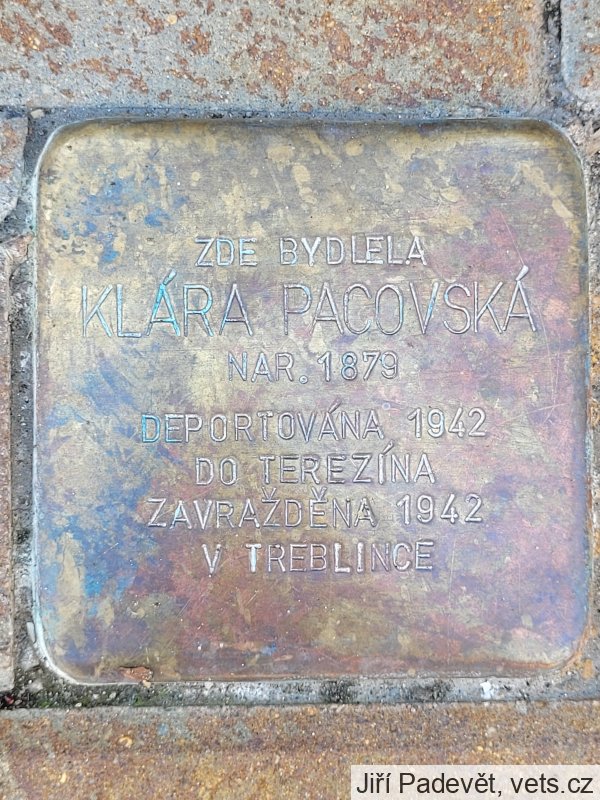 ZDE BYDLELA
KLÁRA PACOVSKÁ
NAR. 1879
DEPORTOVÁNA 1942
DO TEREZÍNA
ZAVRAŽDĚNA 1942
V TREBLINCE
Jiří Padevět, vets.cz